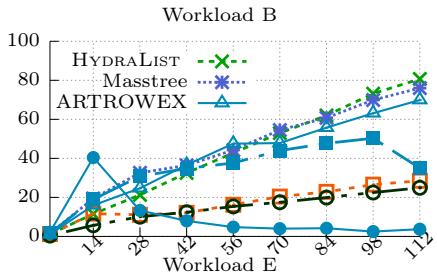 Workload B
100
80
60
40
20
0
HYDRALIST
Masstree
ARTROWEX
14 28 42 56 70 84 98 112
Workload E